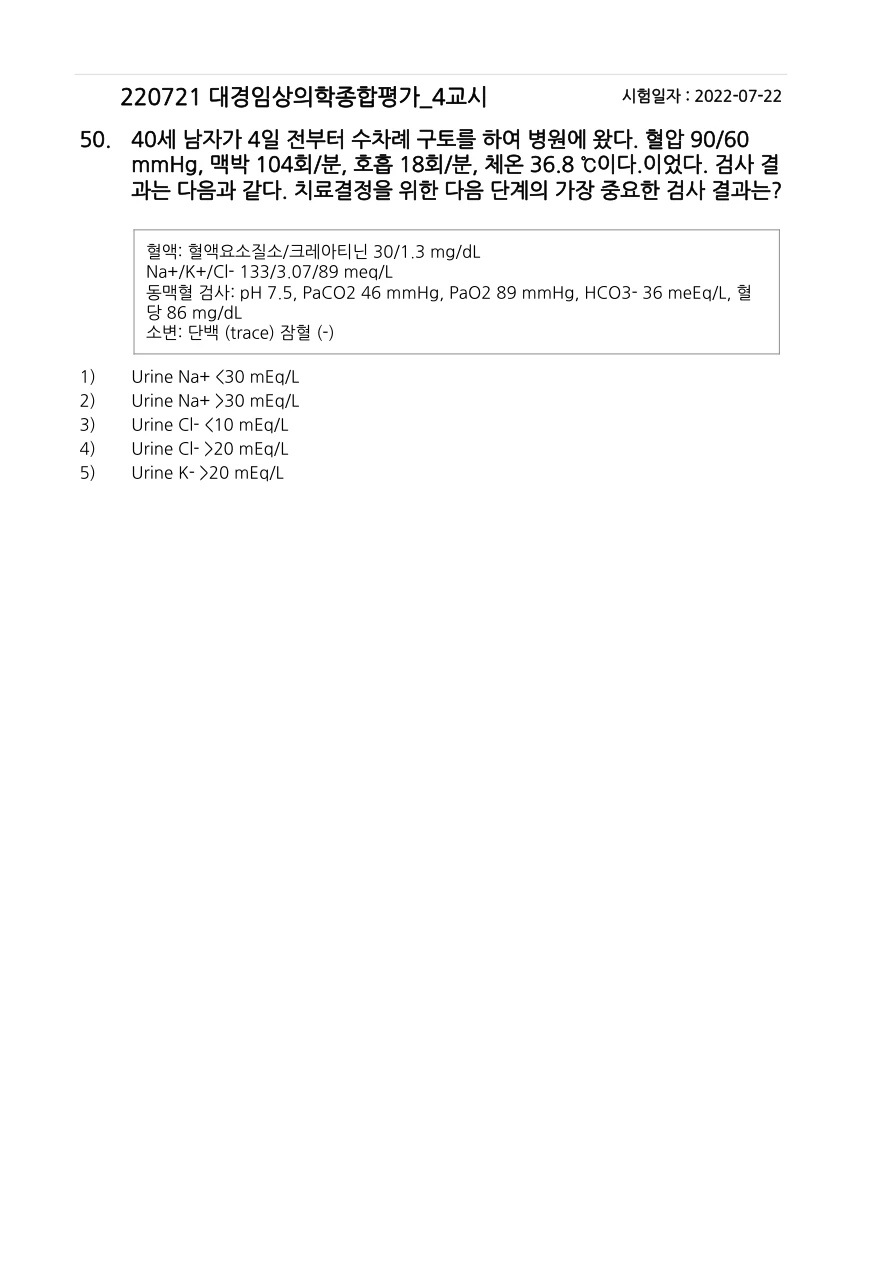 220721 대경임상의학종합평가_4교시 시험일자 : 2022-07-22
50. 40세 남자가 4일 전부터 수차례 구토를 하여 병원에 왔다. 혈압 90/60
mmHg, 맥박 104회/분, 호흡 18회/분, 체온 36.8 ℃이다.이었다. 검사 결
과는 다음과 같다. 치료결정을 위한 다음 단계의 가장 중요한 검사 결과는?
혈액: 혈액요소질소/크레아티닌 30/1.3 mg/dL
Na+/K+/Cl- 133/3.07/89 meq/L
동맥혈 검사: pH 7.5, PaCO2 46 mmHg, PaO2 89 mmHg, HCO3- 36 meEq/L, 혈
당 86 mg/dL
소변: 단백 (trace) 잠혈 (-)
1) Urine Na+ <30 mEq/L
2) Urine Na+ >30 mEq/L
3) Urine Cl- <10 mEq/L
4) Urine Cl- >20 mEq/L
5) Urine K- >20 mEq/L